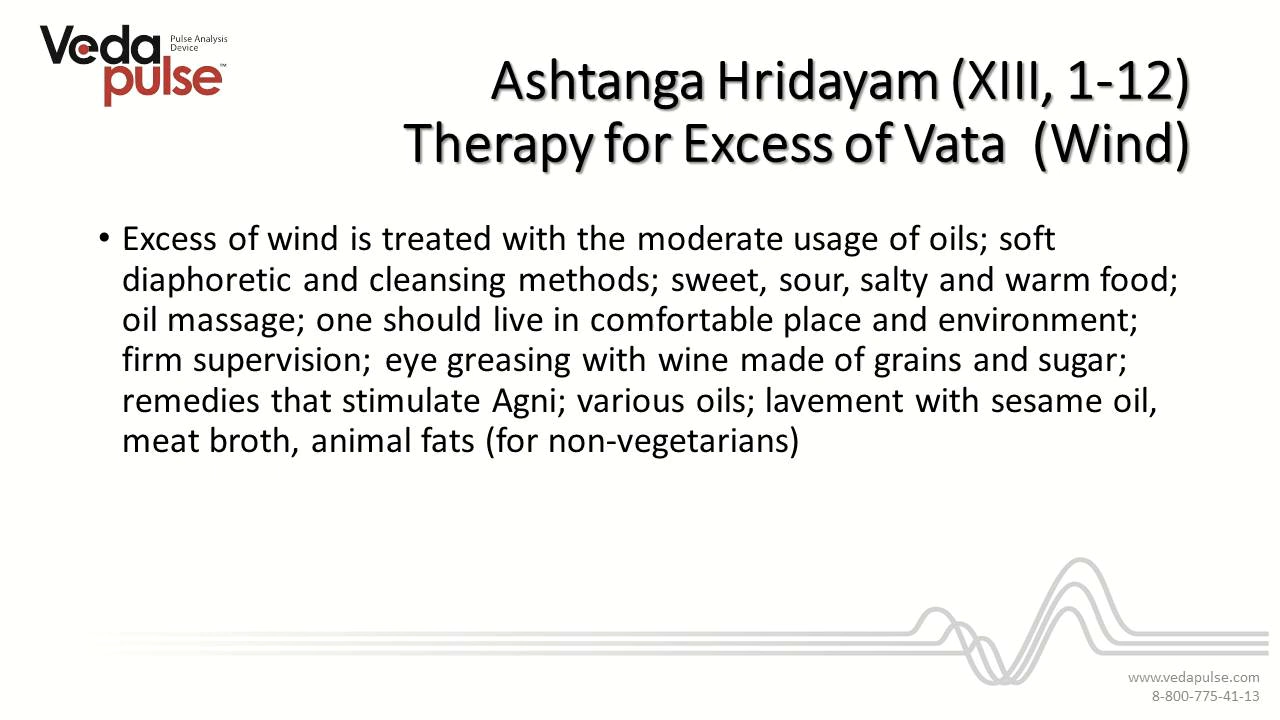 Veda
pulse™
Pulse Analysis
Device
Ashtanga Hridayam (XIII, 1-12)
Therapy for Excess of Vata (Wind)
• Excess of wind is treated with the moderate usage of oils; soft
diaphoretic and cleansing methods; sweet, sour, salty and warm food;
oil massage; one should live in comfortable place and environment;
firm supervision; eye greasing with wine made of grains and sugar;
remedies that stimulate Agni; various oils; lavement with sesame oil,
meat broth, animal fats (for non-vegetarians)
www.vedapulse.com
8-800-775-41-13